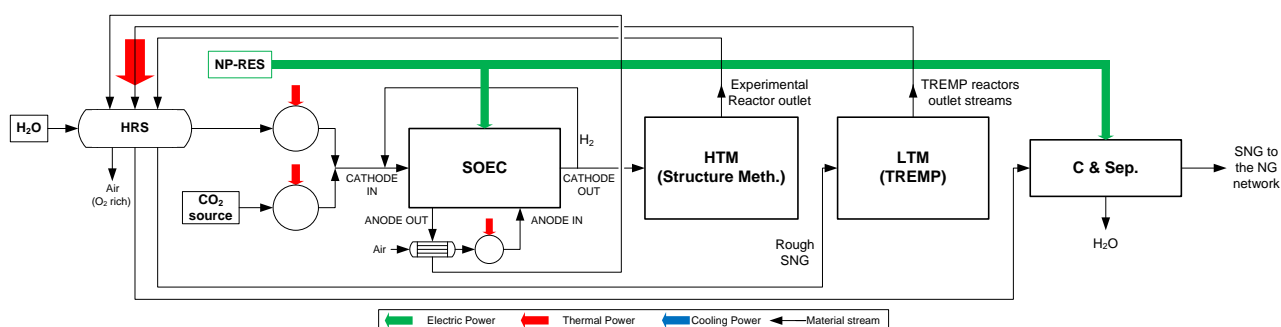 NP-RES
Experimental
Reactor outlet
TREMP reactors
outlet streams
H₂O
HRS
Air
(O₂ rich)
CO₂
source
CATHODE
IN
SOEC
H₂
CATHODE
OUT
HTM
(Structure Meth.)
LTM
(TREMP)
C & Sep.
SNG to
the NG
network
ANODE OUT
ANODE IN
Air
Rough
SNG
H₂O
Electric Power
Thermal Power
Cooling Power
Material stream